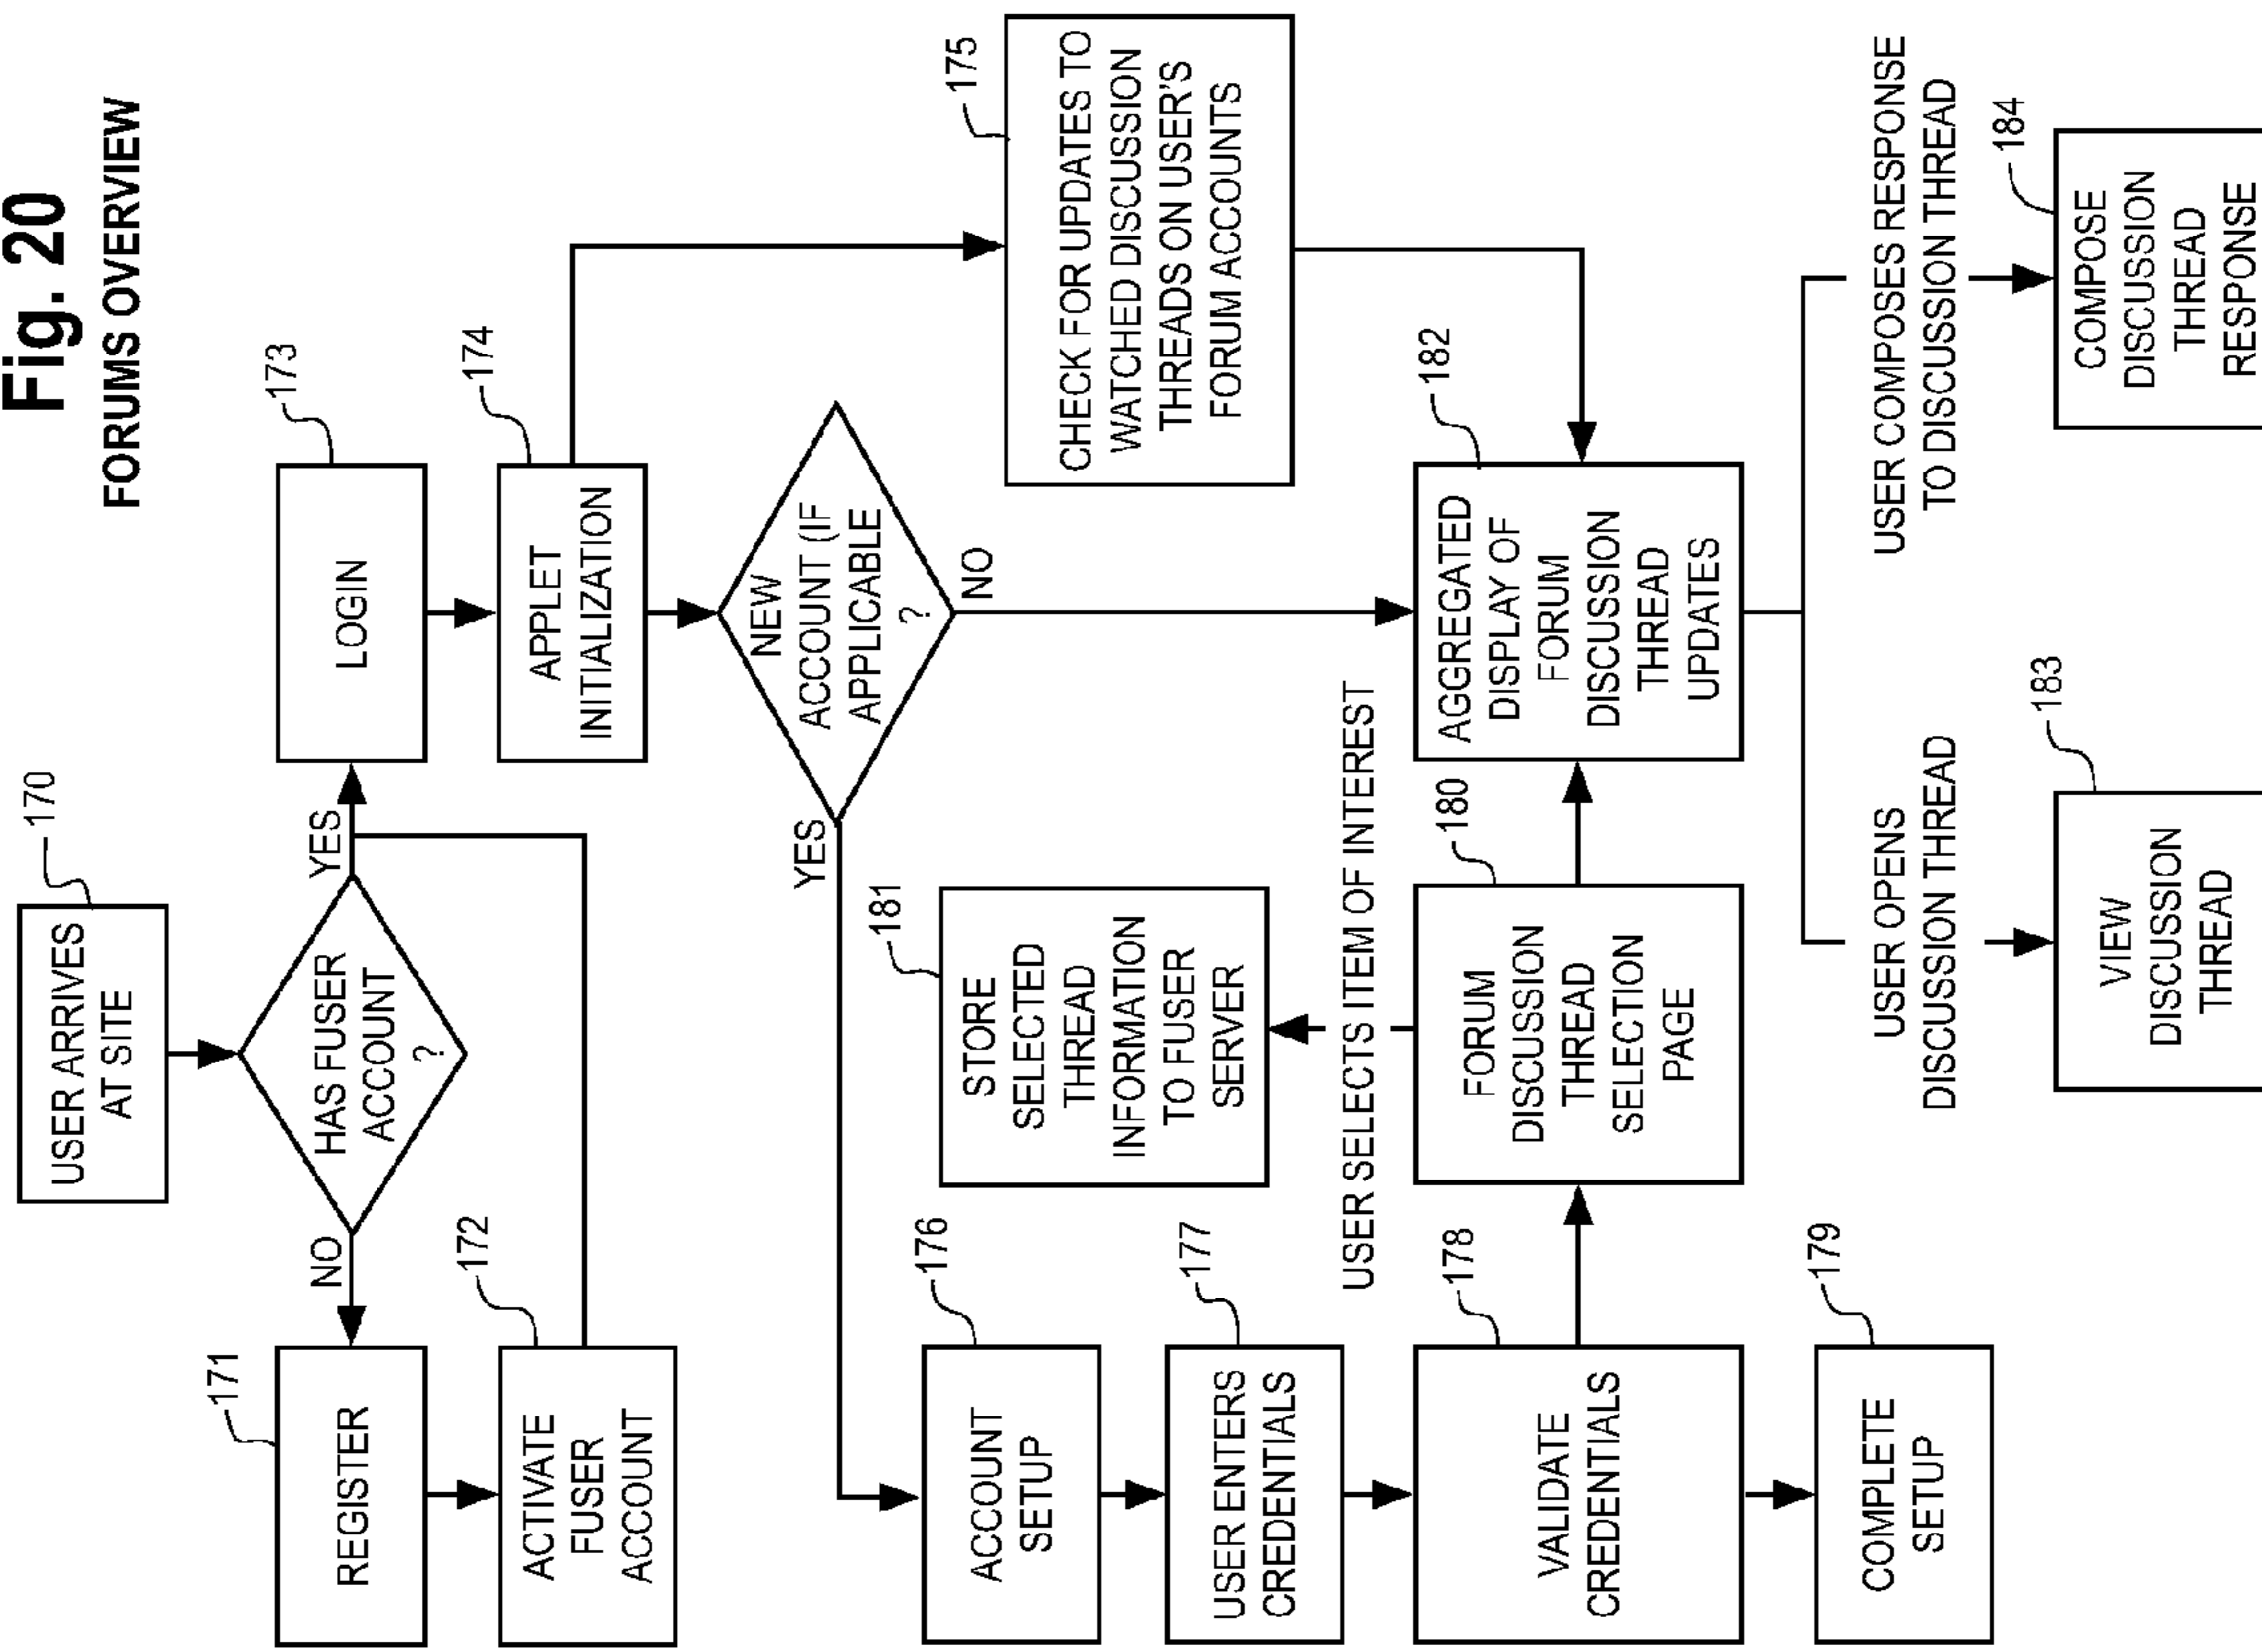 Fig. 20
FORUMS OVERVIEW
170
USER ARRIVES
AT SITE
HAS FUSER
ACCOUNT
?
NO
YES
171
REGISTER
172
ACTIVATE
FUSER
ACCOUNT
173
LOGIN
174
APPLET
INITIALIZATION
NEW
ACCOUNT (IF
APPLICABLE
?
YES
NO
175
CHECK FOR UPDATES TO
WATCHED DISCUSSION
THREADS ON USER'S
FORUM ACCOUNTS
176
ACCOUNT
SETUP
177
USER ENTERS
CREDENTIALS
178
VALIDATE
CREDENTIALS
179
COMPLETE
SETUP
181
STORE
SELECTED
THREAD
INFORMATION
TO FUSER
SERVER
USER SELECTS ITEM OF INTEREST
180
FORUM
DISCUSSION
THREAD
SELECTION
PAGE
182
AGGREGATED
DISPLAY OF
FORUM
DISCUSSION
THREAD
UPDATES
USER OPENS
DISCUSSION THREAD
183
VIEW
DISCUSSION
THREAD
USER COMPOSES RESPONSE
TO DISCUSSION THREAD
184
COMPOSE
DISCUSSION
THREAD
RESPONSE